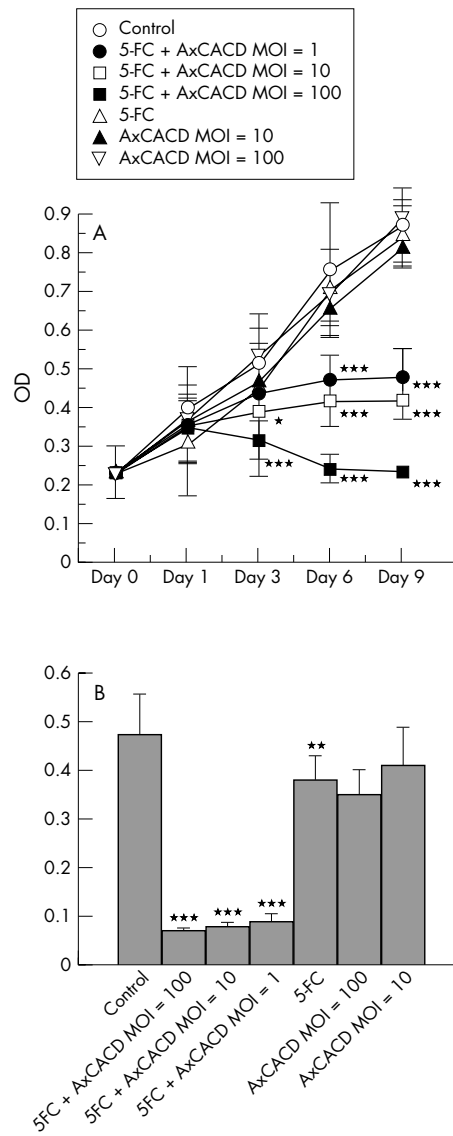 Control
5-FC + AxCACD MOI = 1
5-FC + AxCACD MOI = 10
5-FC + AxCACD MOI = 100
5-FC
AxCACD MOI = 10
AxCACD MOI = 100
A
0.9
0.8
0.7
0.6
0.5
0.4
0.3
0.2
0.1
0
OD
★★★
★★★
★
★★★
★★★
★★★
★★★
★★★
Day 0 Day 1 Day 3 Day 6 Day 9
B
0.6
0.5
0.4
0.3
0.2
0.1
0
★★★
★★★
★★★
★★
Control
5FC + AxCACD MOI = 100
5FC + AxCACD MOI = 10
5FC + AxCACD MOI = 1
5-FC
AxCACD MOI = 100
AxCACD MOI = 10